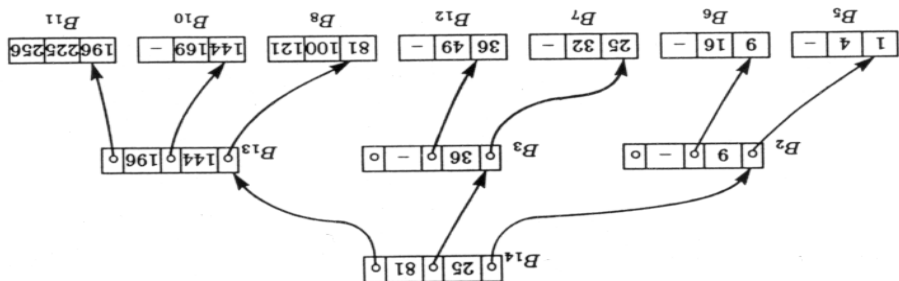 B₁₄ 25 81
B₂ 9 – B₃ 36 – B₁₃ 144 196
1 4 – 9 16 – 25 32 – 36 49 – 81 100 121 144 169 – 196 225 256
B₅ B₆ B₇ B₁₂ B₈ B₁₀ B₁₁